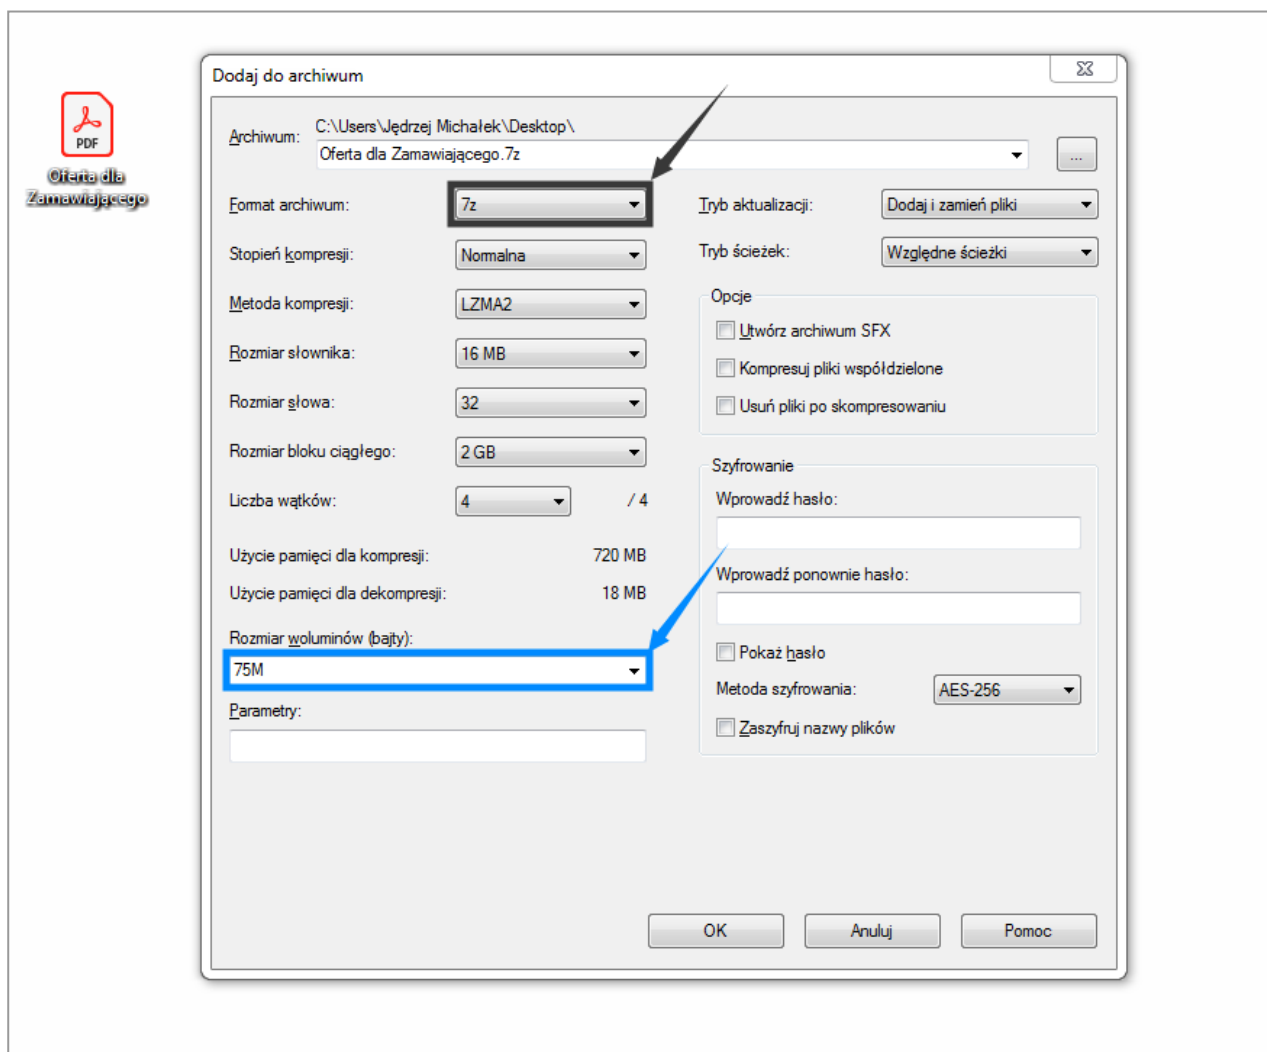 Dodaj do archiwum
PDF
Oferta dla
Zamawiającego
Archiwum:
C:\Users\Jędrzej Michałek\Desktop\
Oferta dla Zamawiającego.7z
...
Format archiwum:
7z
Stopień kompresji:
Normalna
Metoda kompresji:
LZMA2
Rozmiar słownika:
16 MB
Rozmiar słowa:
32
Rozmiar bloku ciągłego:
2 GB
Liczba wątków:
4
/ 4
Użycie pamięci dla kompresji:
720 MB
Użycie pamięci dla dekompresji:
18 MB
Rozmiar woluminów (bajty):
75M
Parametry:
Tryb aktualizacji:
Dodaj i zamień pliki
Tryb ścieżek:
Względne ścieżki
Opcje
Utwórz archiwum SFX
Kompresuj pliki współdzielone
Usuń pliki po skompresowaniu
Szyfrowanie
Wprowadź hasło:
Wprowadź ponownie hasło:
Pokaż hasło
Metoda szyfrowania:
AES-256
Zaszyfruj nazwy plików
OK
Anuluj
Pomoc